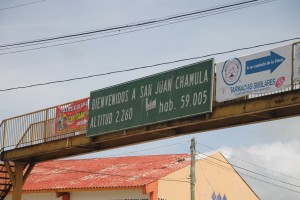 BIENVENIDOS A SAN JUAN CHAMULA
ALTITUD 2.260 hab. 59 005
FARMACIAS SIMILARES